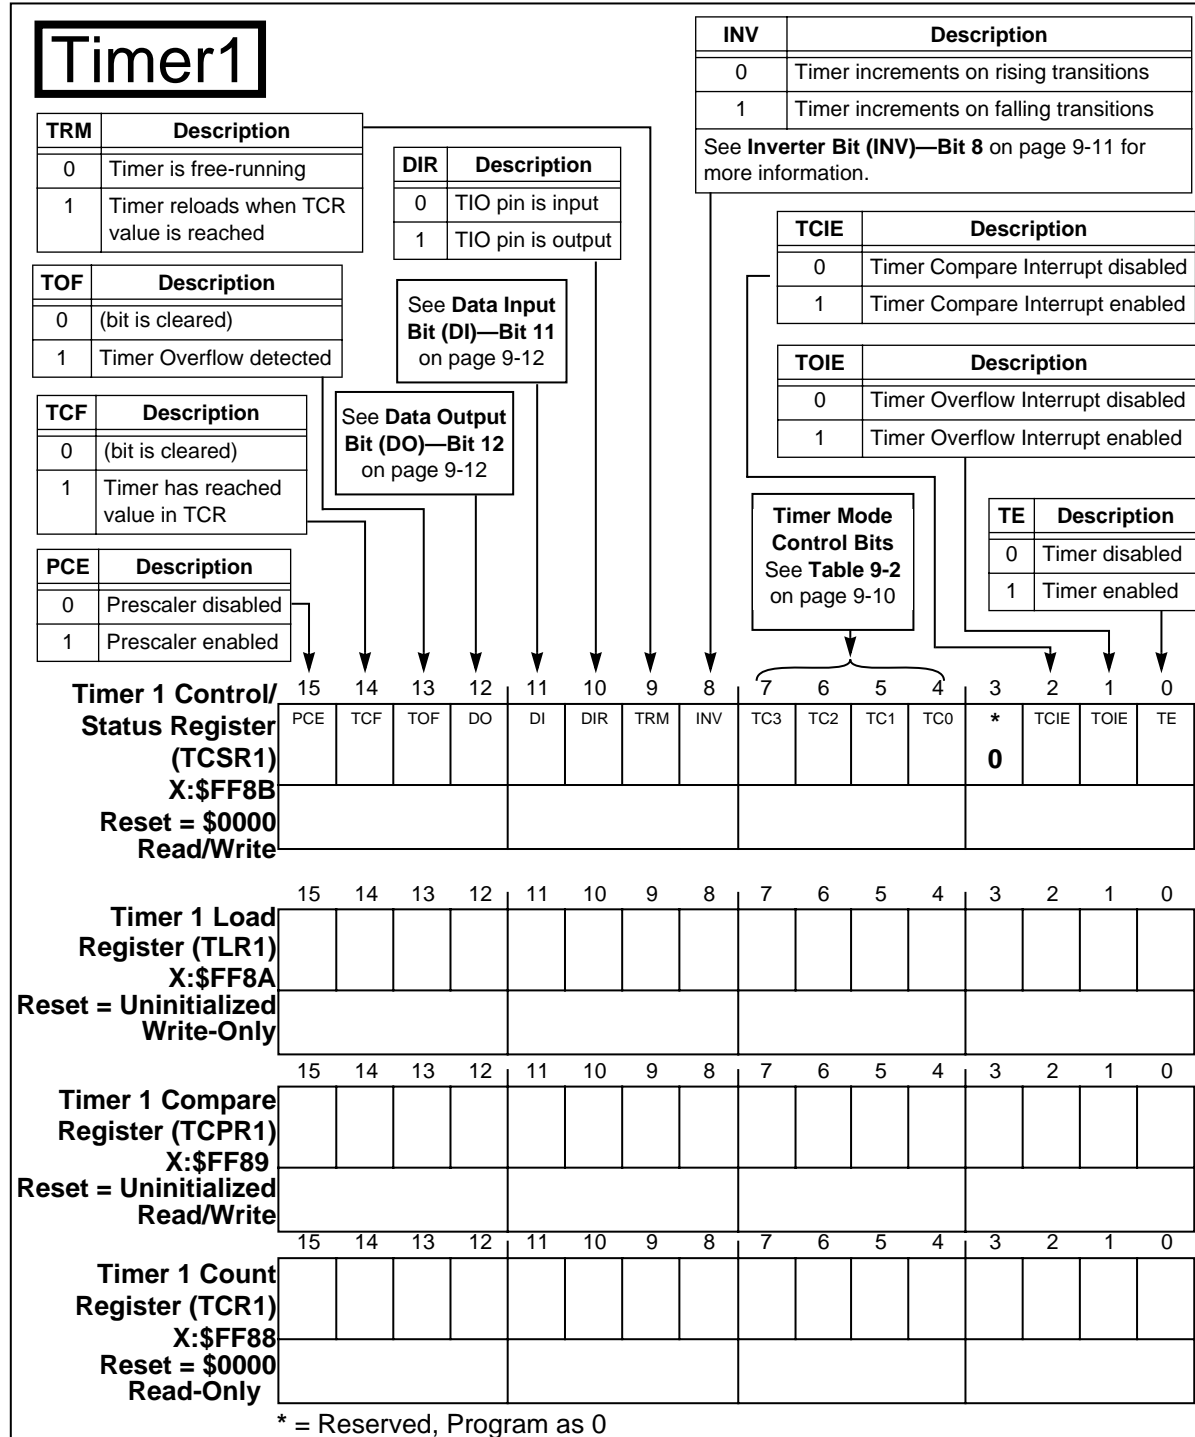 Timer1
INV Description
0 Timer increments on rising transitions
1 Timer increments on falling transitions
See Inverter Bit (INV)—Bit 8 on page 9-11 for
more information.
TRM Description
0 Timer is free-running
1 Timer reloads when TCR
value is reached
DIR Description
0 TIO pin is input
1 TIO pin is output
TCIE Description
0 Timer Compare Interrupt disabled
1 Timer Compare Interrupt enabled
TOF Description
0 (bit is cleared)
1 Timer Overflow detected
See Data Input
Bit (DI)—Bit 11
on page 9-12
TOIE Description
0 Timer Overflow Interrupt disabled
1 Timer Overflow Interrupt enabled
TCF Description
0 (bit is cleared)
1 Timer has reached
value in TCR
See Data Output
Bit (DO)—Bit 12
on page 9-12
Timer Mode
Control Bits
See Table 9-2
on page 9-10
TE Description
0 Timer disabled
1 Timer enabled
PCE Description
0 Prescaler disabled
1 Prescaler enabled
Timer 1 Control/
Status Register
(TCSR1)
X:$FF8B
Reset = $0000
Read/Write
15 14 13 12 11 10 9 8 7 6 5 4 3 2 1 0
PCE TCF TOF DO DI DIR TRM INV TC3 TC2 TC1 TC0 * TCIE TOIE TE
0
Timer 1 Load
Register (TLR1)
X:$FF8A
Reset = Uninitialized
Write-Only
15 14 13 12 11 10 9 8 7 6 5 4 3 2 1 0
Timer 1 Compare
Register (TCPR1)
X:$FF89
Reset = Uninitialized
Read/Write
15 14 13 12 11 10 9 8 7 6 5 4 3 2 1 0
Timer 1 Count
Register (TCR1)
X:$FF88
Reset = $0000
Read-Only
15 14 13 12 11 10 9 8 7 6 5 4 3 2 1 0
* = Reserved, Program as 0